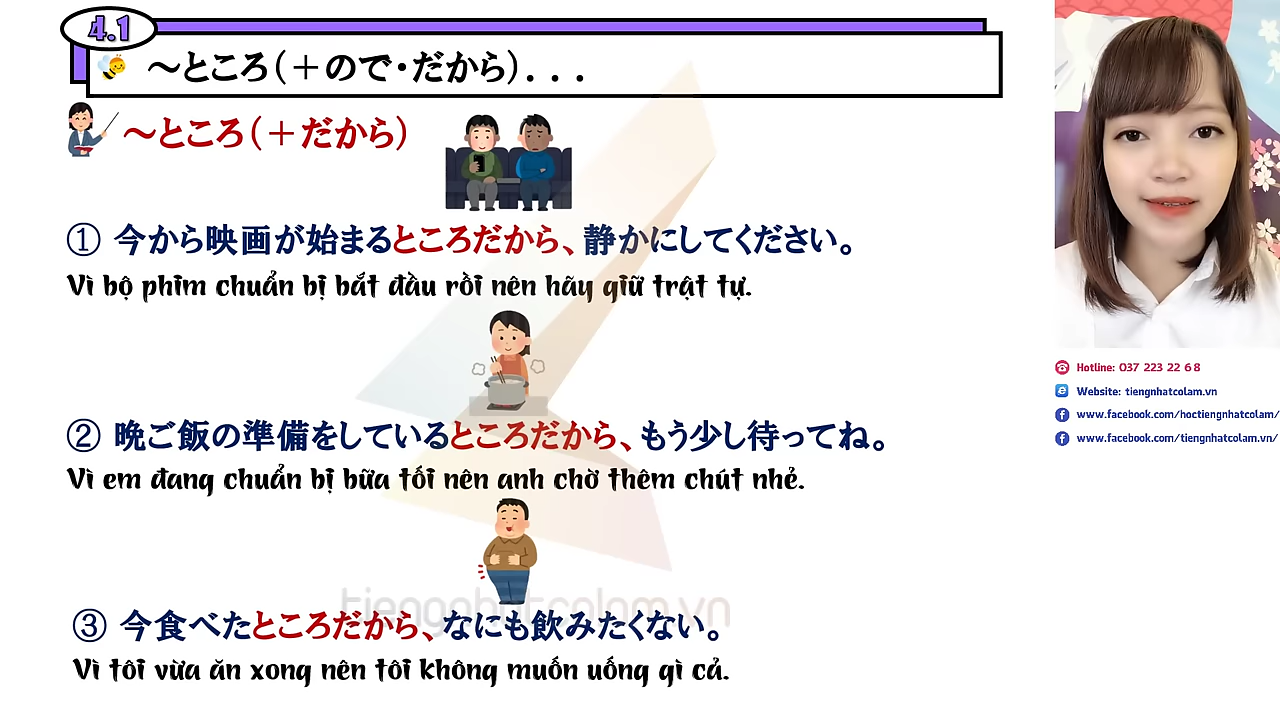 4.1
～ところ(＋ので・だから)...
～ところ(＋だから)
① 今から映画が始まるところだから、静かにしてください。
Vì bộ phim chuẩn bị bắt đầu rồi nên hãy giữ trật tự.
② 晩ご飯の準備をしているところだから、もう少し待ってね。
Vì em đang chuẩn bị bữa tối nên anh chờ thêm chút nhé.
③ 今食べたところだから、なにも飲みたくない。
Vì tôi vừa ăn xong nên tôi không muốn uống gì cả.
tiengnhatcolam.vn
Hotline: 037 223 22 68
Website: tiengnhatcolam.vn
www.facebook.com/hoctiengnhatcolam/
www.facebook.com/tiengnhatcolam.vn/